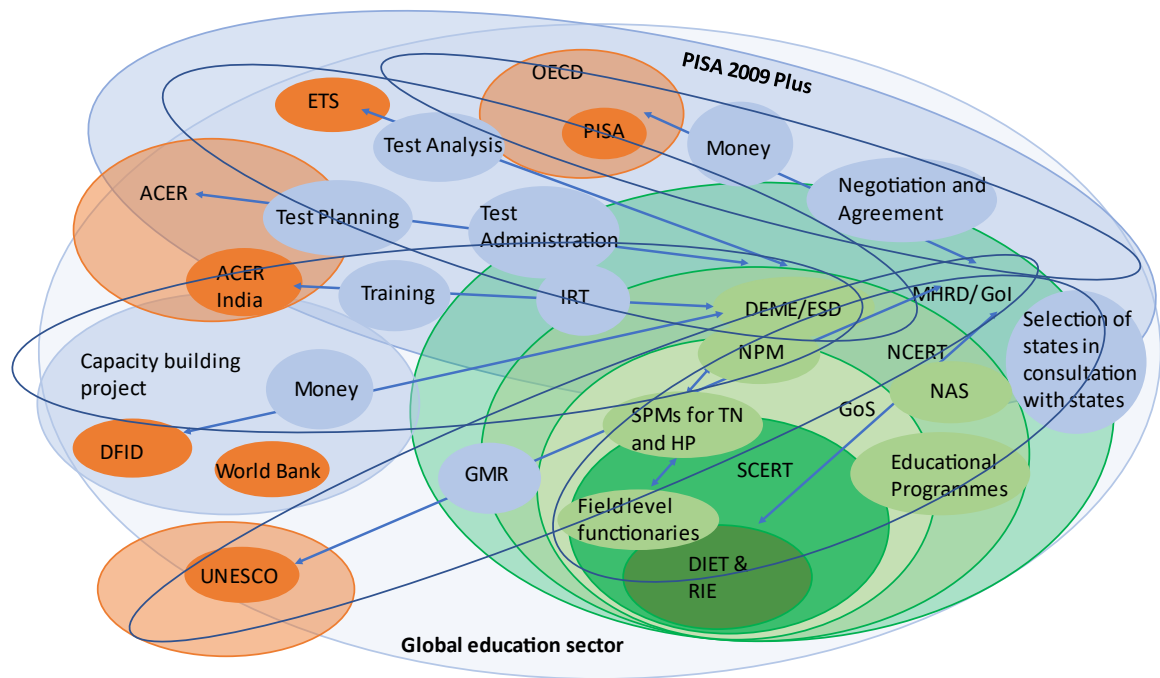 PISA 2009 Plus
OECD
ETS
PISA
Test Analysis
Money
ACER
Test Planning
Test
Administration
Negotiation and
Agreement
ACER
India
Training
IRT
DEME/ESD
MHRD/ GoI
Selection of
states in
consultation
with states
NPM
NCERT
Capacity building
project
Money
NAS
SPMs for TN
and HP
GoS
DFID
World Bank
GMR
SCERT
Educational
Programmes
Field level
functionaries
UNESCO
DIET &
RIE
Global education sector